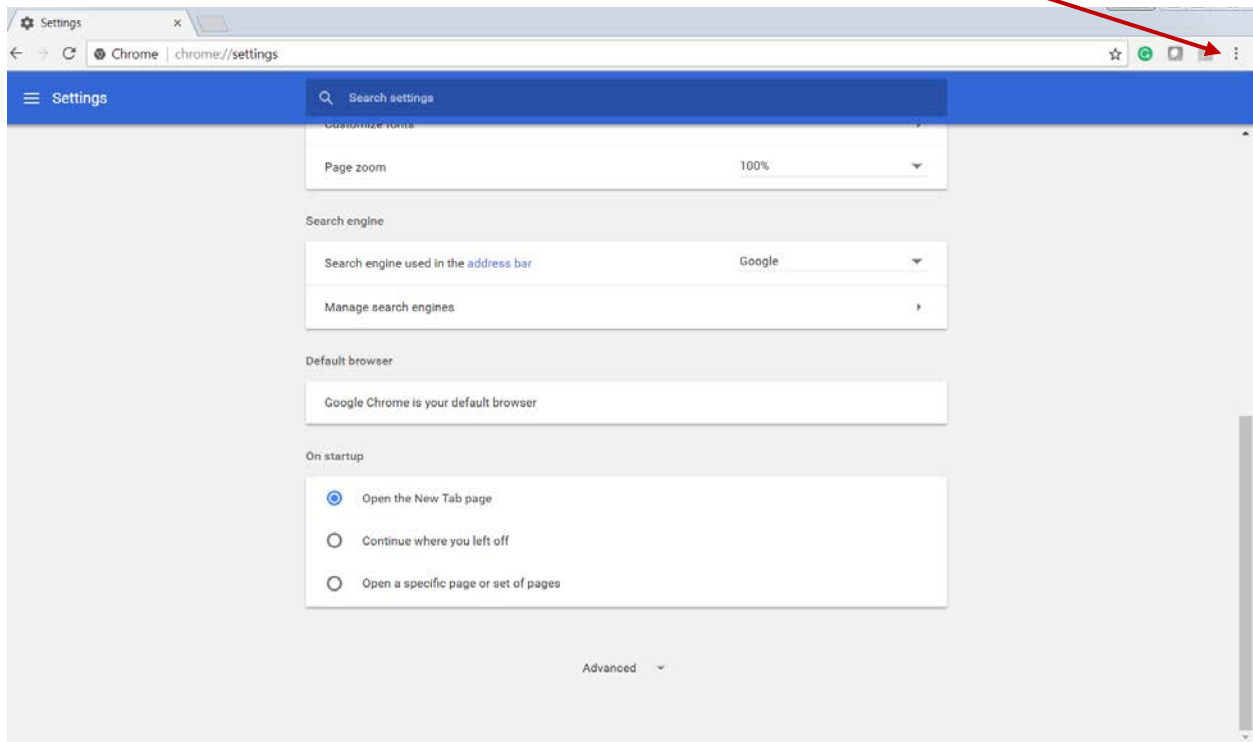 Settings
Chrome | chrome://settings
Settings
Search settings
Customize fonts
Page zoom 100%
Search engine
Search engine used in the address bar Google
Manage search engines
Default browser
Google Chrome is your default browser
On startup
Open the New Tab page
Continue where you left off
Open a specific page or set of pages
Advanced